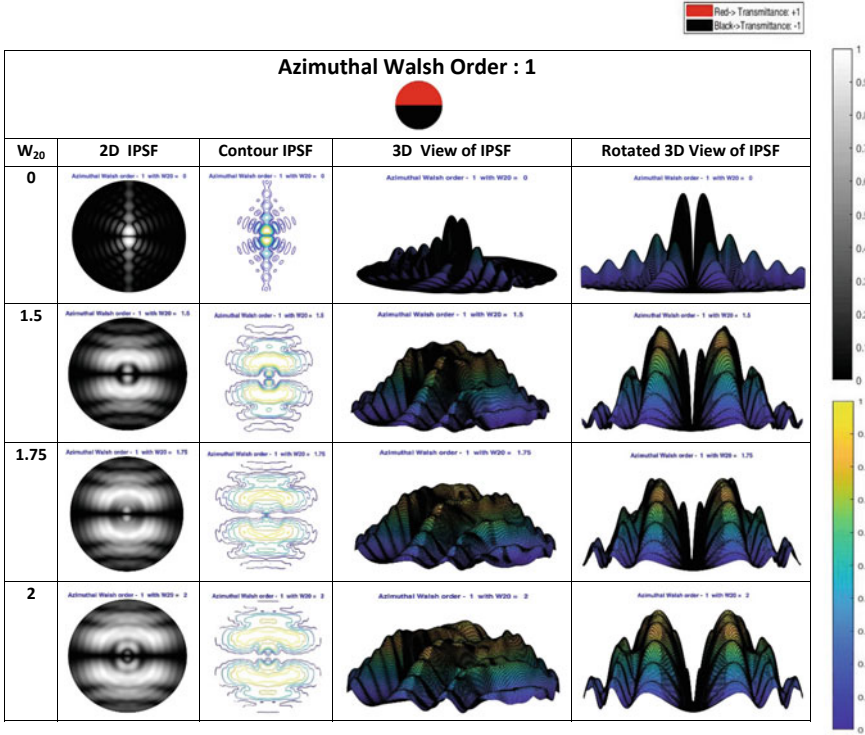 Red-> Transmittance: +1
Black->Transmittance: -1
Azimuthal Walsh Order : 1
W20 2D IPSF Contour IPSF 3D View of IPSF Rotated 3D View of IPSF
0
Azimuthal Walsh order - 1 with W20 = 0
Azimuthal Walsh order - 1 with W20 = 0
Azimuthal Walsh order - 1 with W20 = 0
Azimuthal Walsh order - 1 with W20 = 0
1.5
Azimuthal Walsh order - 1 with W20 = 1.5
Azimuthal Walsh order - 1 with W20 = 1.5
Azimuthal Walsh order - 1 with W20 = 1.5
Azimuthal Walsh order - 1 with W20 = 1.5
1.75
Azimuthal Walsh order - 1 with W20 = 1.75
Azimuthal Walsh order - 1 with W20 = 1.75
Azimuthal Walsh order - 1 with W20 = 1.75
Azimuthal Walsh order - 1 with W20 = 1.75
2
Azimuthal Walsh order - 1 with W20 = 2
Azimuthal Walsh order - 1 with W20 = 2
Azimuthal Walsh order - 1 with W20 = 2
Azimuthal Walsh order - 1 with W20 = 2
1
0
1